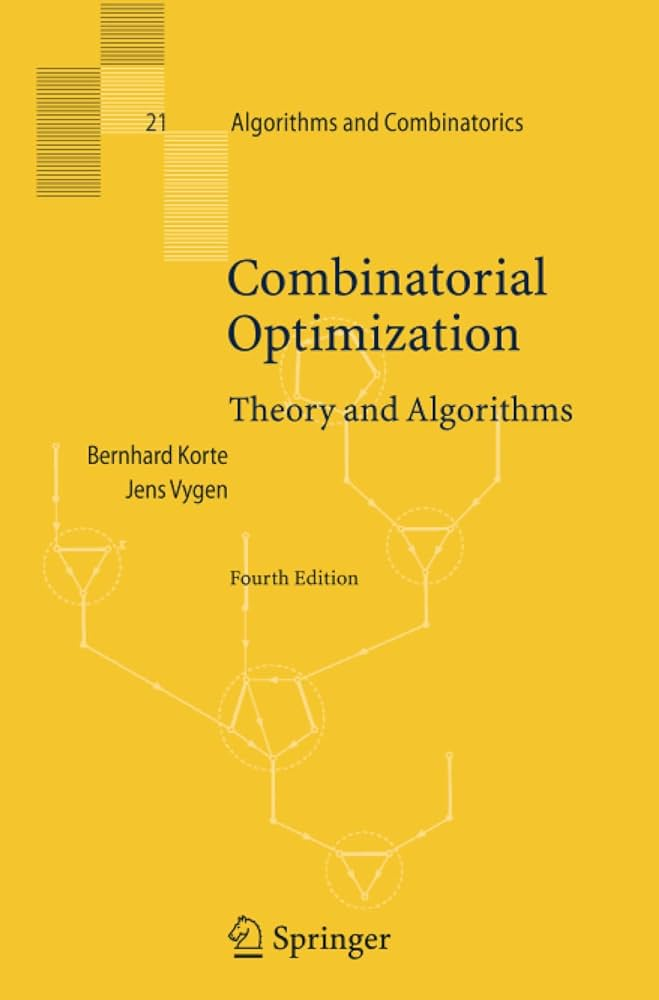 21 Algorithms and Combinatorics
Combinatorial
Optimization
Theory and Algorithms
Bernhard Korte
Jens Vygen
Fourth Edition
Springer